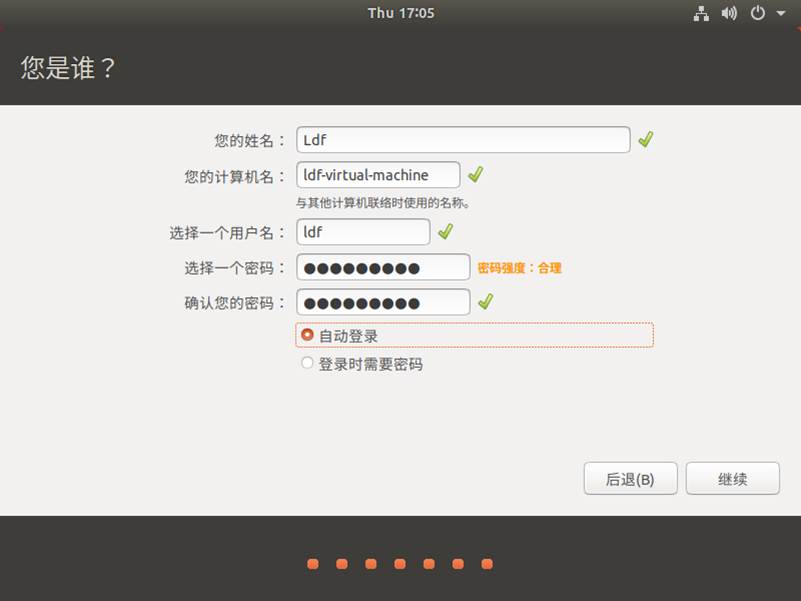 Thu 17:05
您是谁？
您的姓名： Ldf
您的计算机名： ldf-virtual-machine
与其他计算机联络时使用的名称。
选择一个用户名： ldf
选择一个密码： ●●●●●●●●● 密码强度：合理
确认您的密码： ●●●●●●●●●
自动登录
登录时需要密码
后退(B) 继续